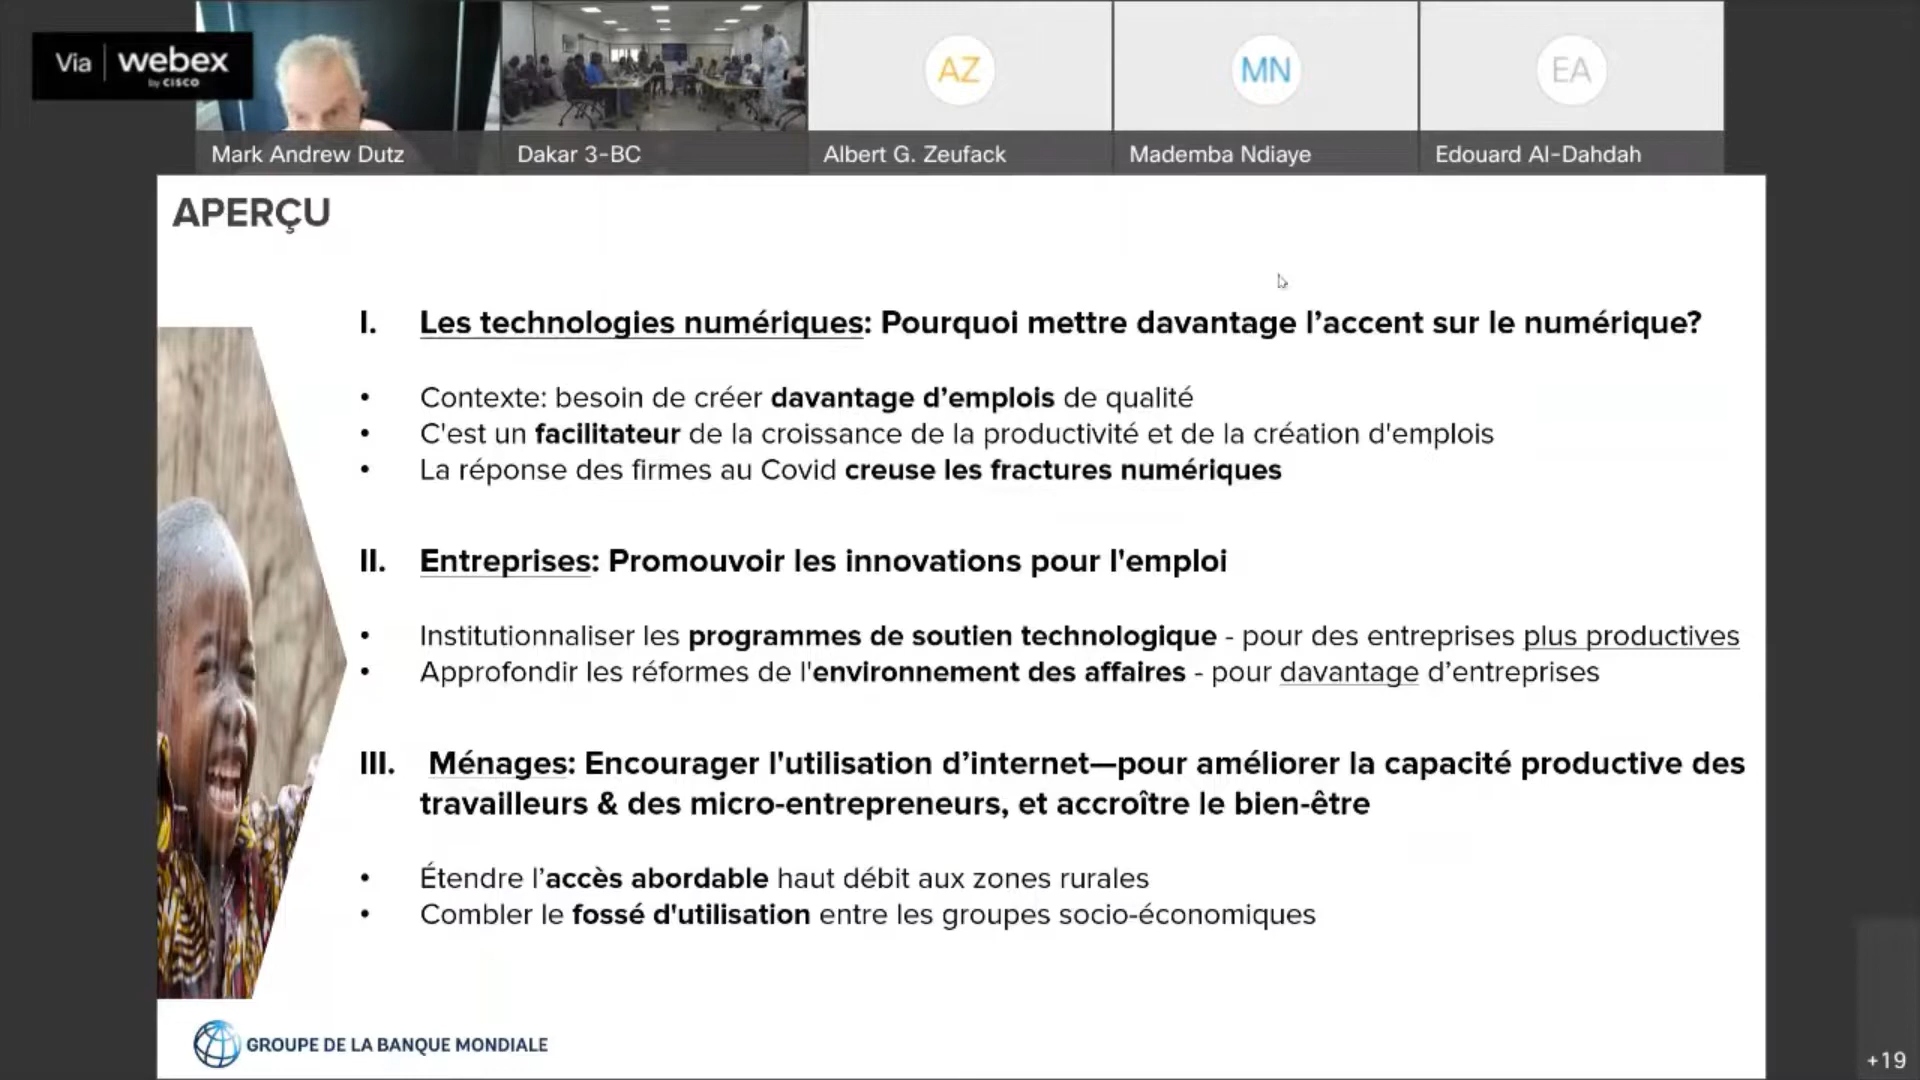 Via webex
by CISCO
Mark Andrew Dutz
Dakar 3-BC
AZ
Albert G. Zeufack
MN
Mademba Ndiaye
EA
Edouard Al-Dahdah
APERÇU
I. Les technologies numériques: Pourquoi mettre davantage l’accent sur le numérique?
• Contexte: besoin de créer davantage d’emplois de qualité
• C'est un facilitateur de la croissance de la productivité et de la création d'emplois
• La réponse des firmes au Covid creuse les fractures numériques
II. Entreprises: Promouvoir les innovations pour l'emploi
• Institutionnaliser les programmes de soutien technologique - pour des entreprises plus productives
• Approfondir les réformes de l'environnement des affaires - pour davantage d’entreprises
III. Ménages: Encourager l'utilisation d’internet—pour améliorer la capacité productive des
travailleurs & des micro-entrepreneurs, et accroître le bien-être
• Étendre l’accès abordable haut débit aux zones rurales
• Combler le fossé d'utilisation entre les groupes socio-économiques
GROUPE DE LA BANQUE MONDIALE
+19